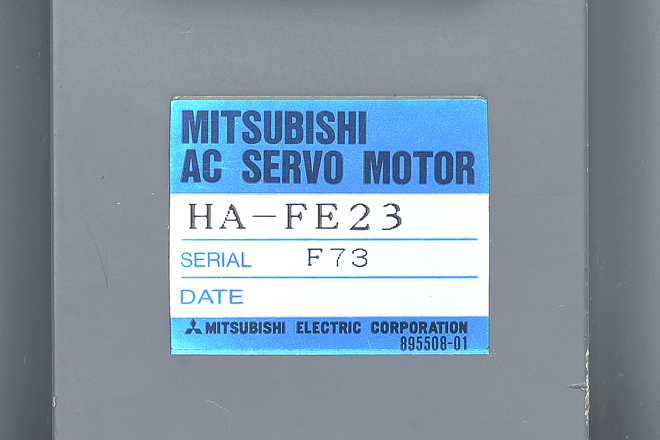 MITSUBISHI
AC SERVO MOTOR
HA-FE23
SERIAL F73
DATE
MITSUBISHI ELECTRIC CORPORATION
895508-01